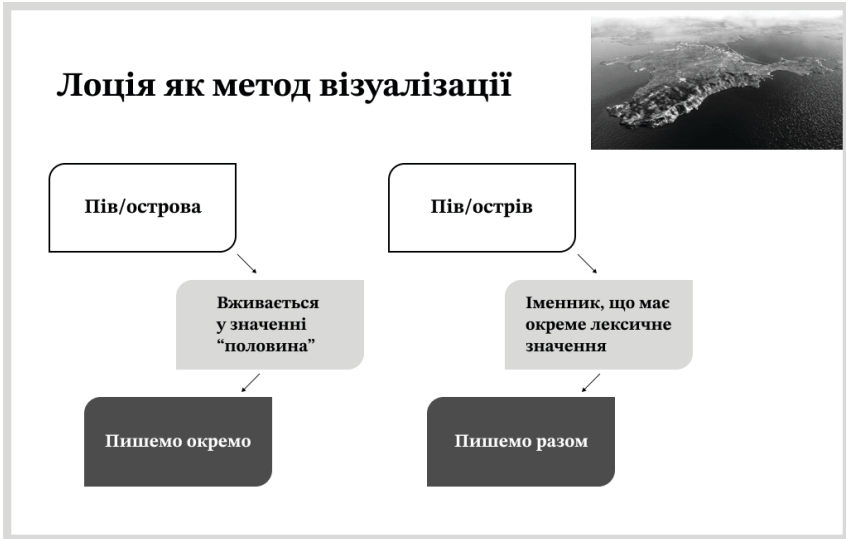 Лоція як метод візуалізації
Пів/острова
Вживається
у значенні
“половина”
Пишемо окремо
Пів/острів
Іменник, що має
окреме лексичне
значення
Пишемо разом